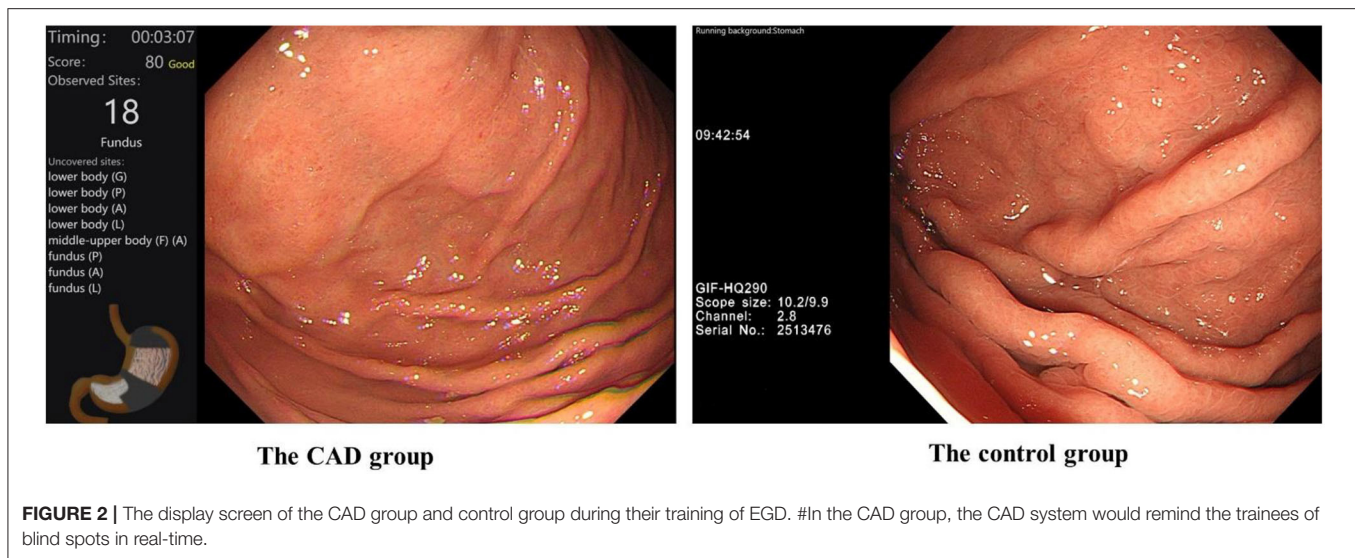 Timing: 00:03:07
Score: 80 Good
Observed Sites:
18
Fundus
Uncovered sites:
lower body (G)
lower body (P)
lower body (A)
lower body (L)
middle-upper body (F) (A)
fundus (P)
fundus (A)
fundus (L)
Running background:Stomach
09:42:54
GIF-HQ290
Scope size: 10.2/9.9
Channel: 2.8
Serial No.: 2513476
The CAD group
The control group
FIGURE 2 | The display screen of the CAD group and control group during their training of EGD. #In the CAD group, the CAD system would remind the trainees of
blind spots in real-time.